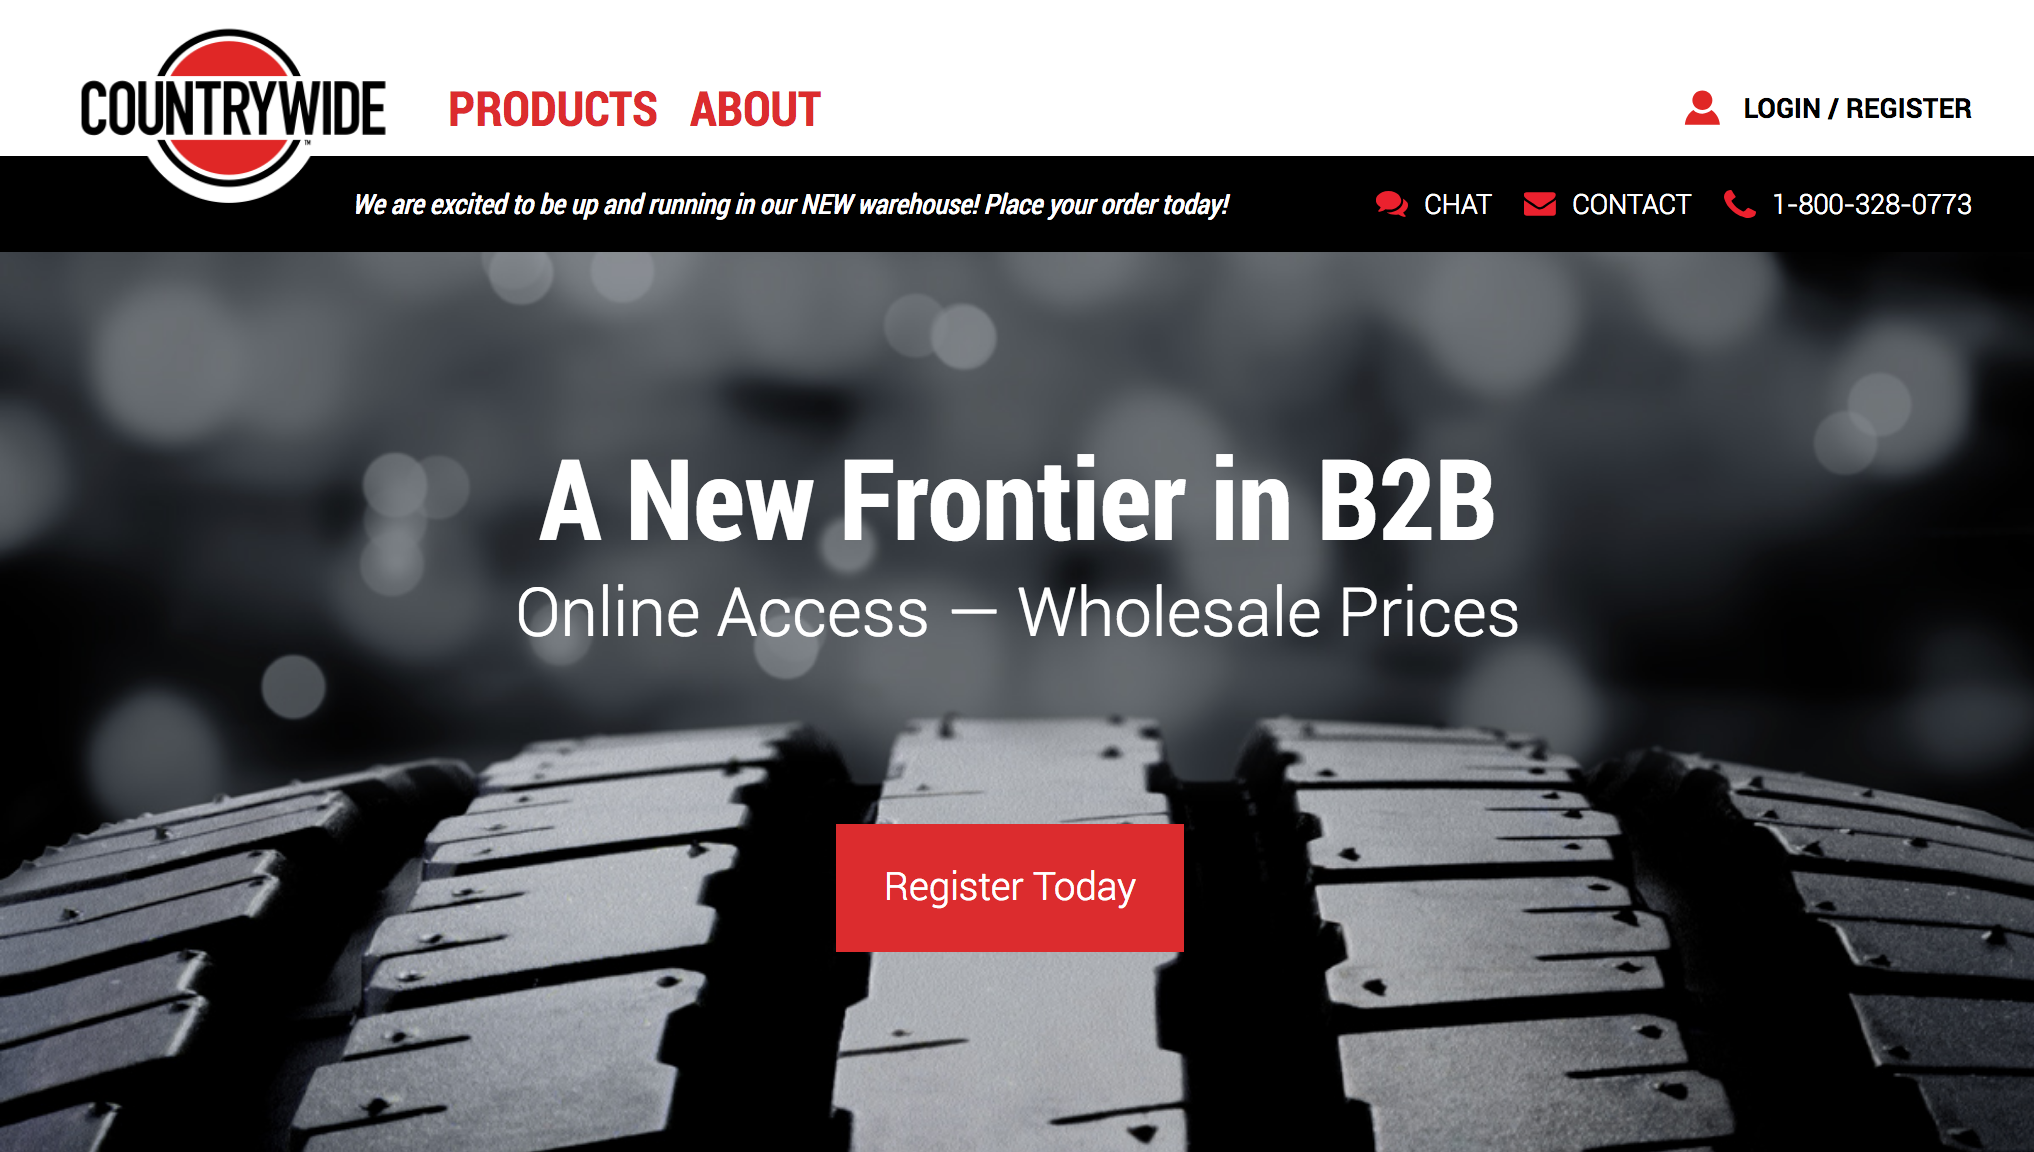 COUNTRYWIDE
™
PRODUCTS ABOUT
LOGIN / REGISTER
We are excited to be up and running in our NEW warehouse! Place your order today!
CHAT CONTACT 1-800-328-0773
A New Frontier in B2B
Online Access — Wholesale Prices
Register Today